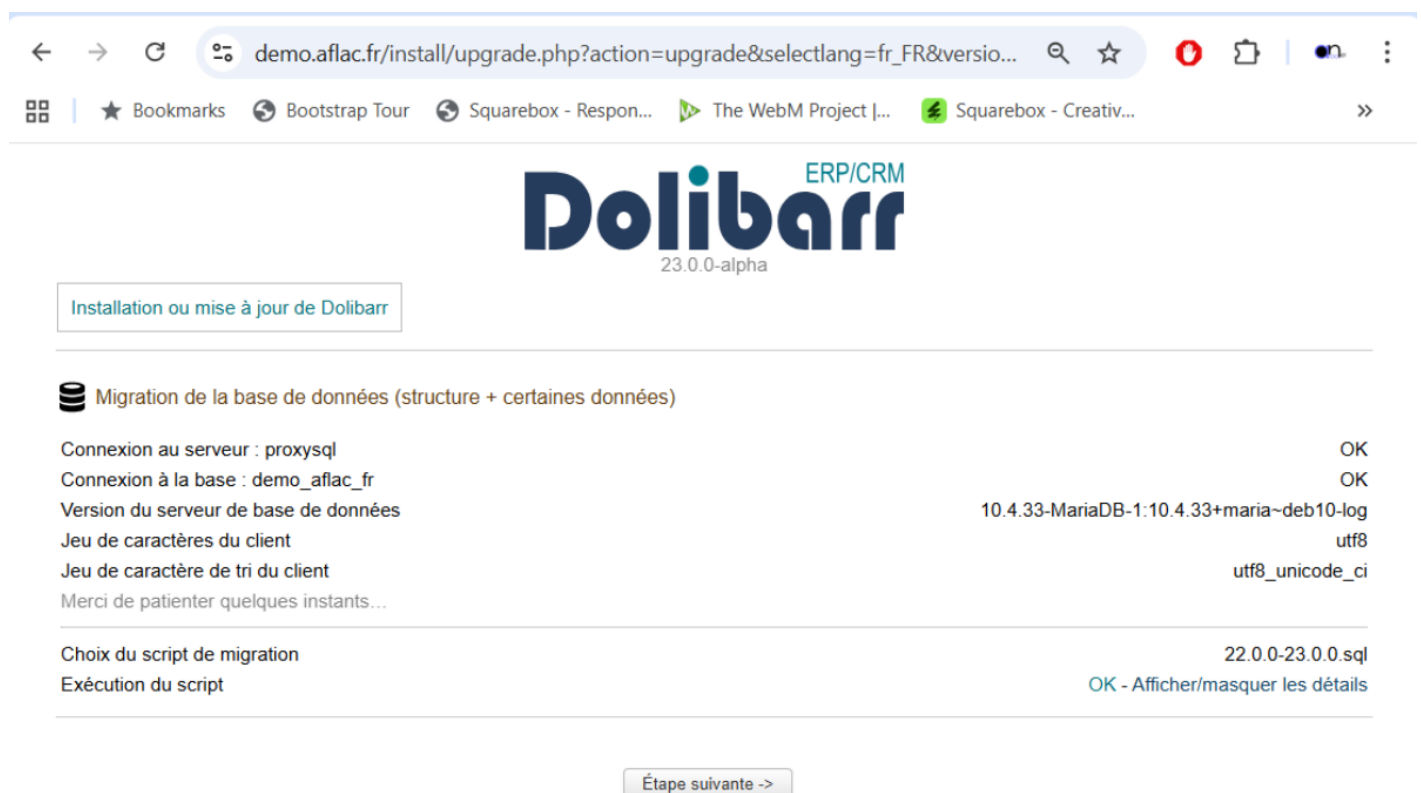 demo.aflac.fr/install/upgrade.php?action=upgrade&selectlang=fr_FR&versio...
Bookmarks Bootstrap Tour Squarebox - Respon... The WebM Project |... Squarebox - Creativ... »
ERP/CRM
Dolibarr
23.0.0-alpha
Installation ou mise à jour de Dolibarr
Migration de la base de données (structure + certaines données)
Connexion au serveur : proxysql OK
Connexion à la base : demo_aflac_fr OK
Version du serveur de base de données 10.4.33-MariaDB-1:10.4.33+maria~deb10-log
Jeu de caractères du client utf8
Jeu de caractère de tri du client utf8_unicode_ci
Merci de patienter quelques instants...
Choix du script de migration 22.0.0-23.0.0.sql
Exécution du script OK - Afficher/masquer les détails
Étape suivante ->